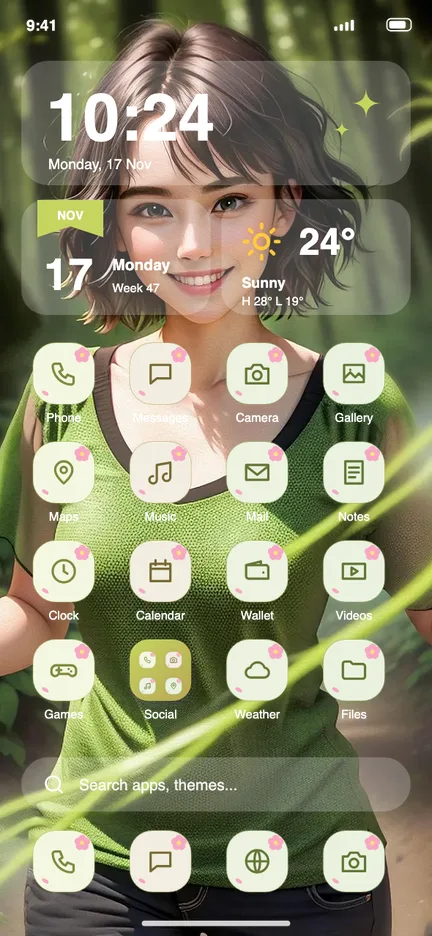 9:41
10:24
Monday, 17 Nov
NOV
17
Monday
Week 47
24°
Sunny
H 28° L 19°
Phone Messages Camera Gallery
Maps Music Mail Notes
Clock Calendar Wallet Videos
Games Social Weather Files
Search apps, themes...